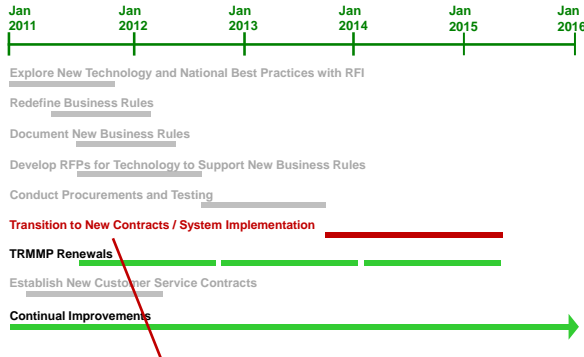 Jan Jan Jan Jan Jan Jan
2011 2012 2013 2014 2015 2016
Explore New Technology and National Best Practices with RFI
Redefine Business Rules
Document New Business Rules
Develop RFPs for Technology to Support New Business Rules
Conduct Procurements and Testing
Transition to New Contracts / System Implementation
TRMMP Renewals
Establish New Customer Service Contracts
Continual Improvements